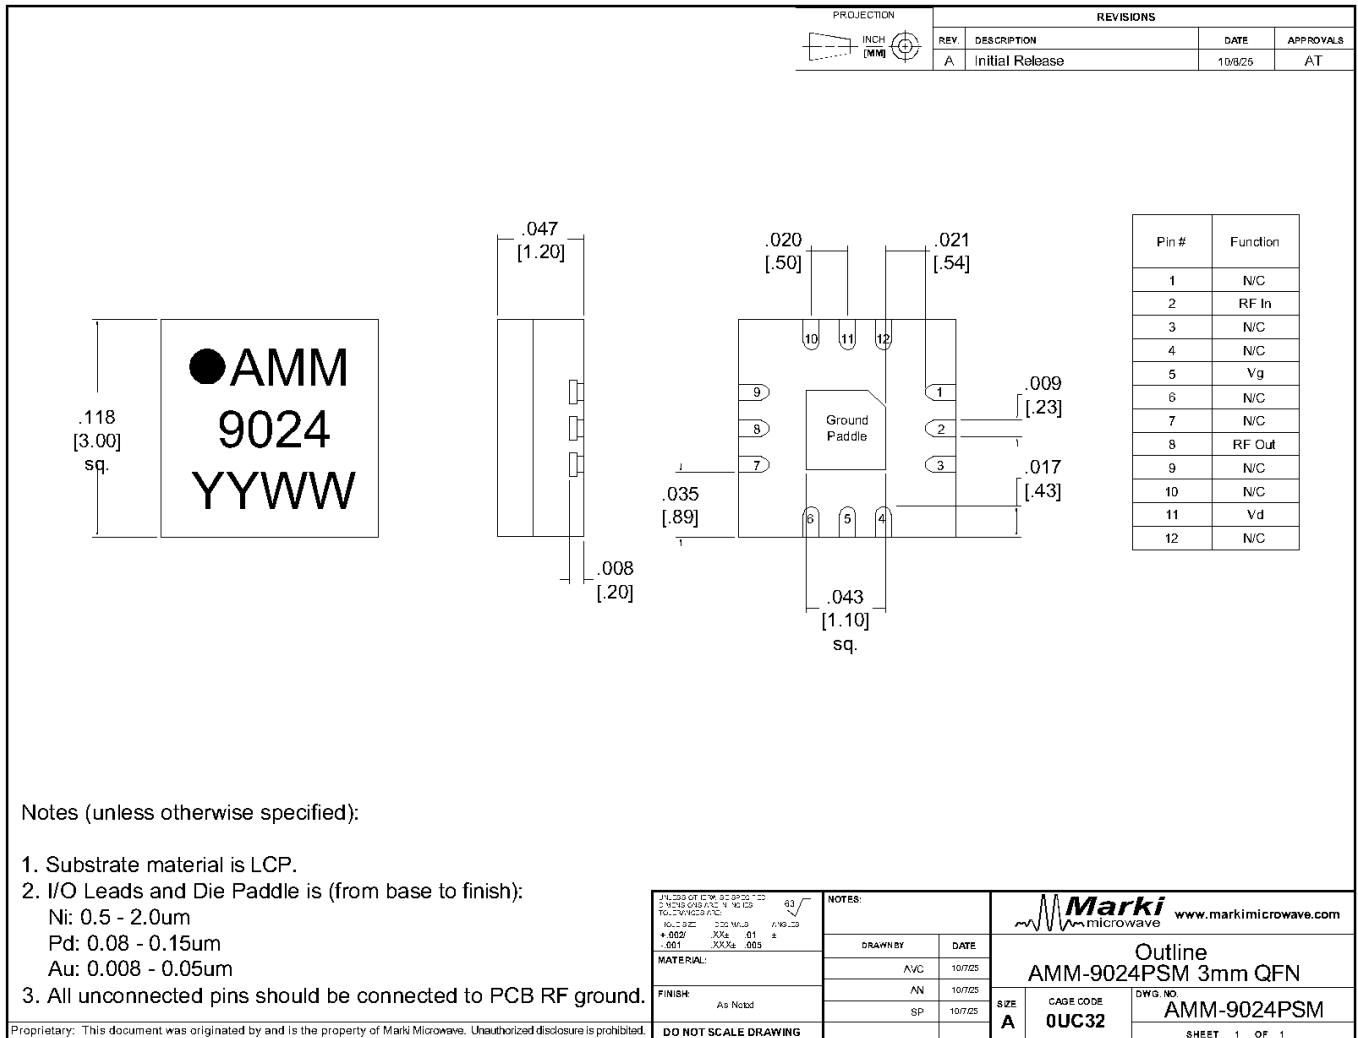 PROJECTION
INCH
[MM]
REVISIONS
REV. DESCRIPTION DATE APPROVALS
A Initial Release 10/8/25 AT
.118
[3.00]
sq.
AMM
9024
YYWW
.047
[1.20]
.008
[.20]
.020
[.50]
.021
[.54]
10 11 12
9 1
8 2
7 3
6 5 4
Ground
Paddle
.009
[.23]
.017
[.43]
.035
[.89]
.043
[1.10]
sq.
Pin # Function
1 N/C
2 RF In
3 N/C
4 N/C
5 Vg
6 N/C
7 N/C
8 RF Out
9 N/C
10 N/C
11 Vd
12 N/C
Notes (unless otherwise specified):
1. Substrate material is LCP.
2. I/O Leads and Die Paddle is (from base to finish):
Ni: 0.5 - 2.0um
Pd: 0.08 - 0.15um
Au: 0.008 - 0.05um
3. All unconnected pins should be connected to PCB RF ground.
Proprietary: This document was originated by and is the property of Marki Microwave. Unauthorized disclosure is prohibited.
63
+.002/ .XX± .01 ±
-.001 .XXX± .005
MATERIAL:
FINISH:
As Noted
DO NOT SCALE DRAWING
NOTES:
DRAWN BY DATE
AVC 10/7/25
AN 10/7/25
SP 10/7/25
Marki
microwave
www.markimicrowave.com
Outline
AMM-9024PSM 3mm QFN
SIZE
A
CAGE CODE
0UC32
DWG. NO.
AMM-9024PSM
SHEET 1 OF 1